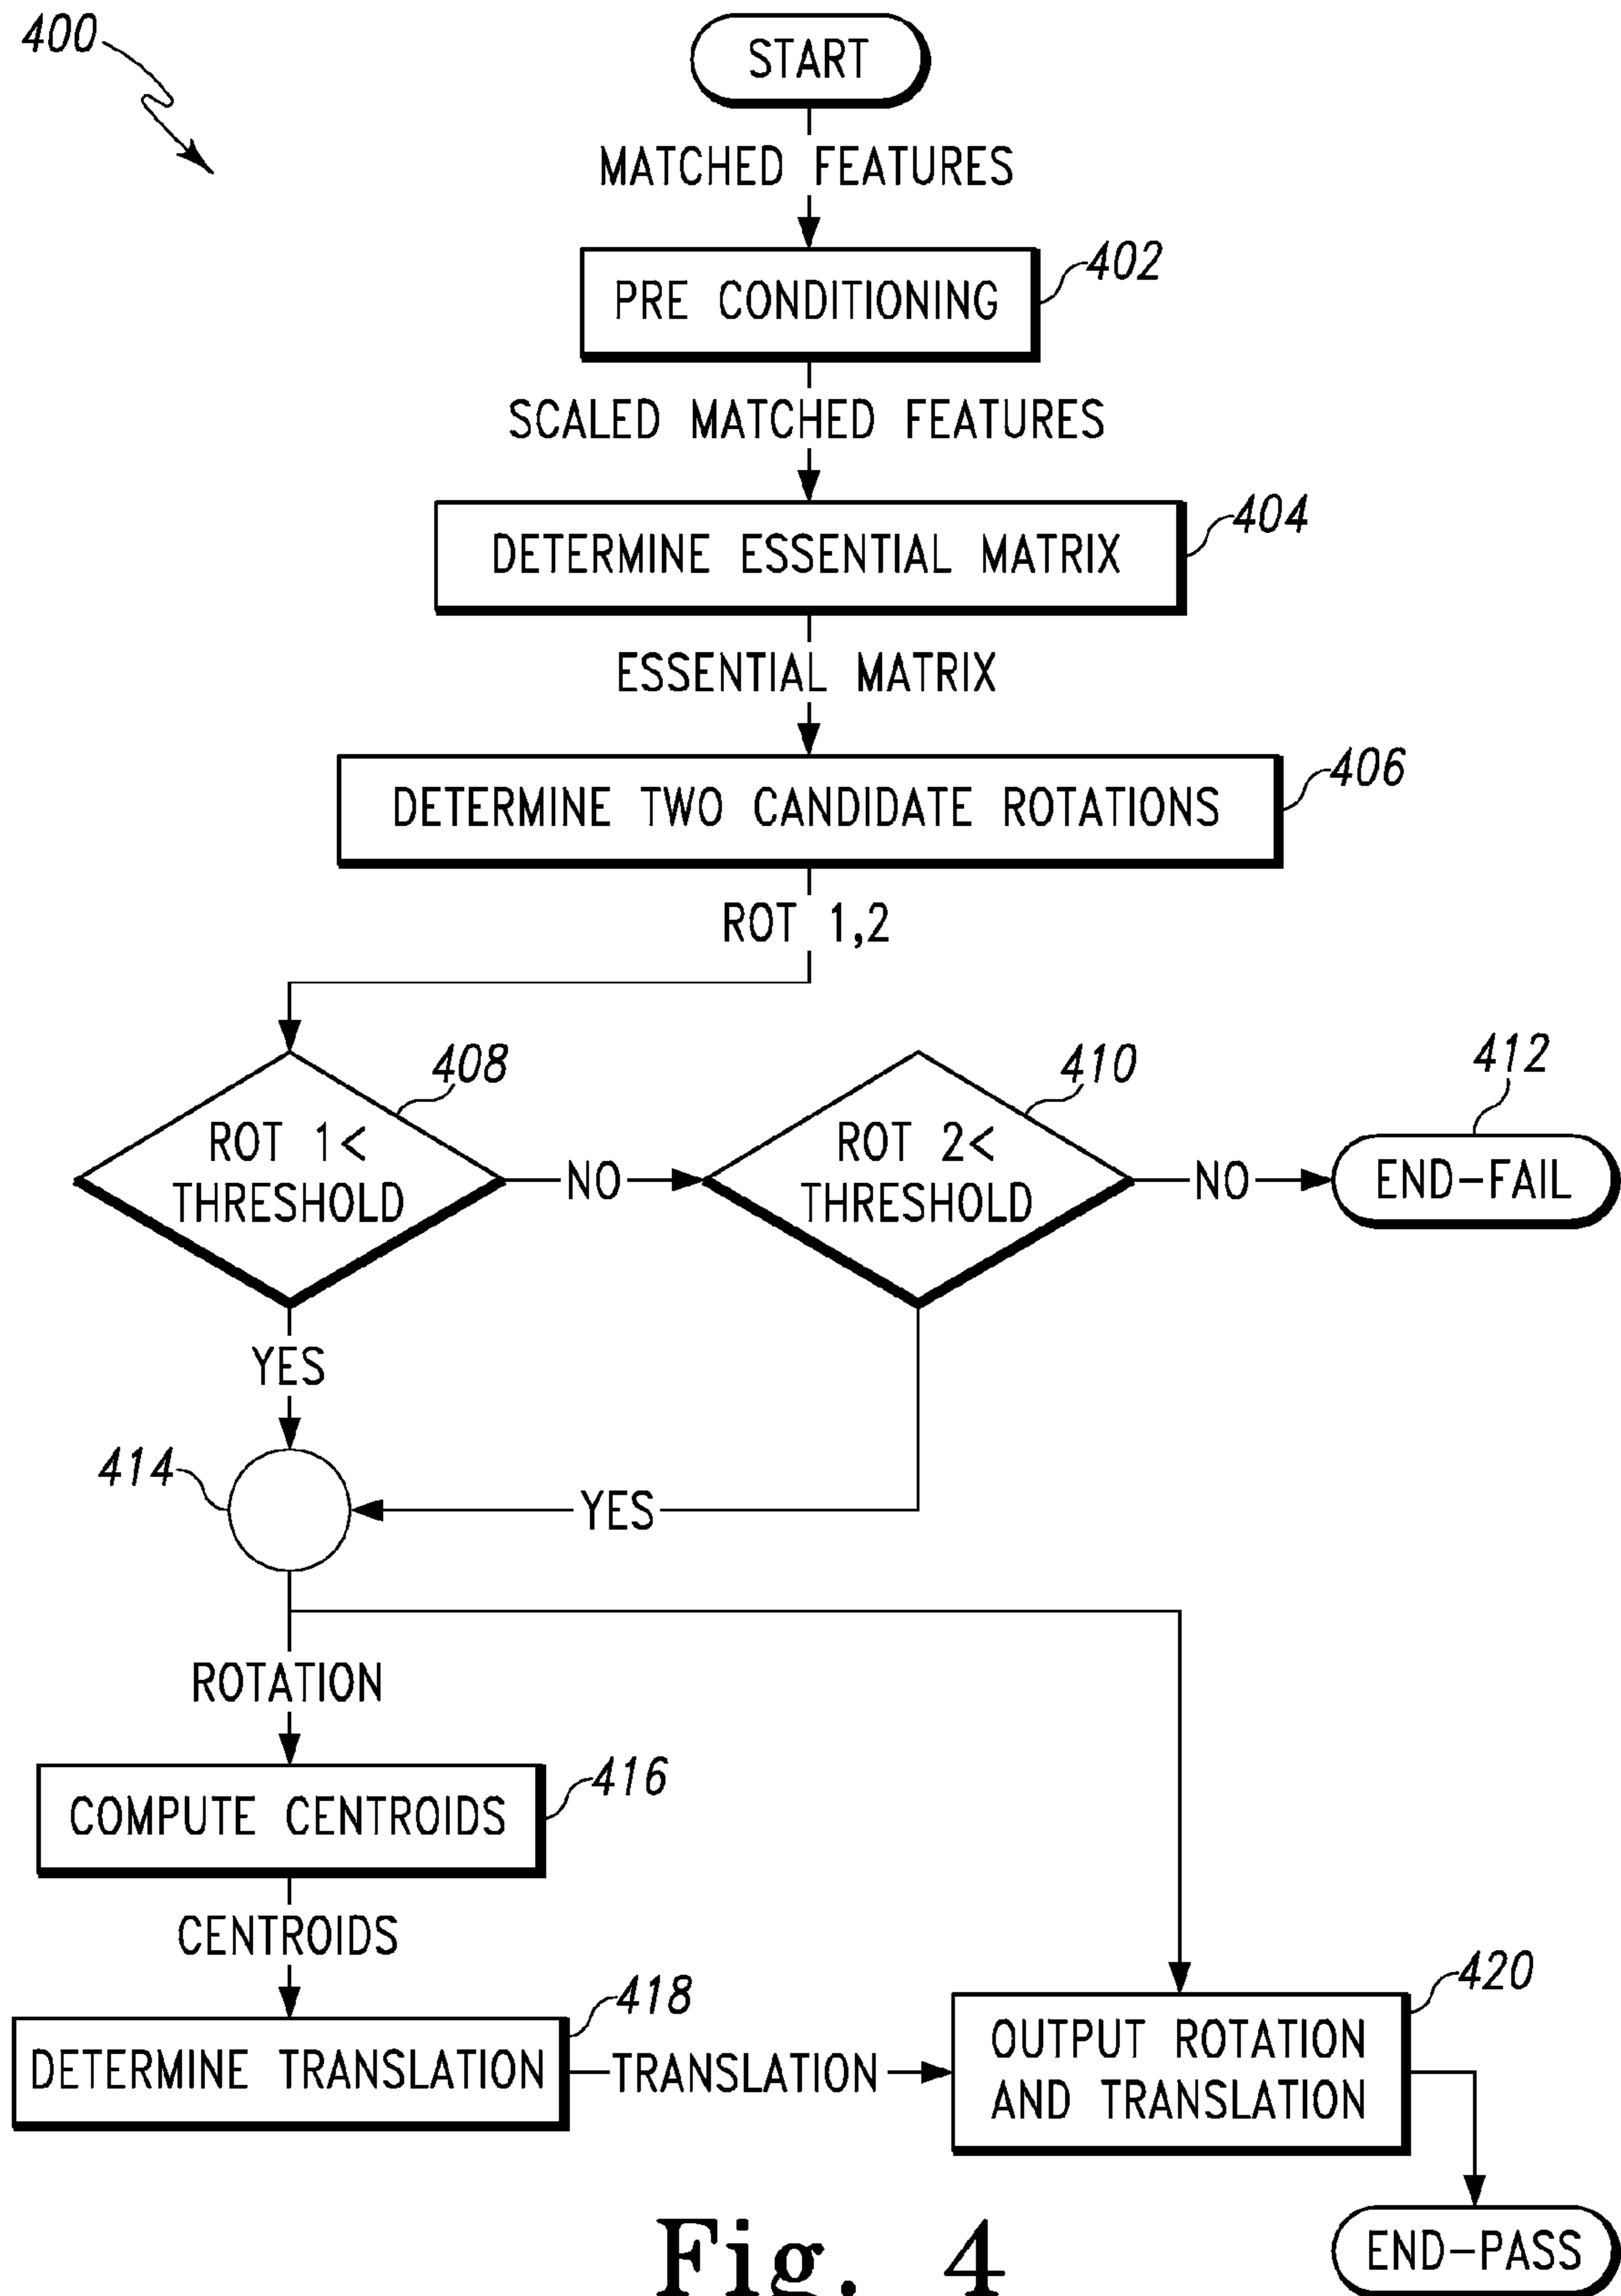 400
START
MATCHED FEATURES
402
PRE CONDITIONING
SCALED MATCHED FEATURES
404
DETERMINE ESSENTIAL MATRIX
ESSENTIAL MATRIX
406
DETERMINE TWO CANDIDATE ROTATIONS
ROT 1,2
408
ROT 1<
THRESHOLD
NO
410
ROT 2<
THRESHOLD
NO
412
END-FAIL
YES
414
YES
ROTATION
416
COMPUTE CENTROIDS
CENTROIDS
418
DETERMINE TRANSLATION
TRANSLATION
420
OUTPUT ROTATION
AND TRANSLATION
END-PASS
Fig. 4